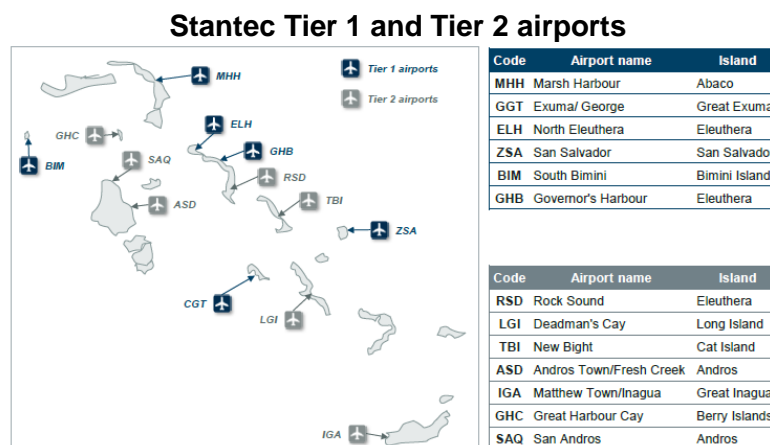 Stantec Tier 1 and Tier 2 airports
MHH
Tier 1 airports
Tier 2 airports
ELH
GHC
GHB
SAQ
BIM
RSD
TBI
ASD
ZSA
CGT
LGI
IGA
Code Airport name Island
MHH Marsh Harbour Abaco
GGT Exuma/ George Great Exuma
ELH North Eleuthera Eleuthera
ZSA San Salvador San Salvado
BIM South Bimini Bimini Island
GHB Governor's Harbour Eleuthera
Code Airport name Island
RSD Rock Sound Eleuthera
LGI Deadman's Cay Long Island
TBI New Bight Cat Island
ASD Andros Town/Fresh Creek Andros
IGA Matthew Town/Inagua Great Inagua
GHC Great Harbour Cay Berry Islands
SAQ San Andros Andros